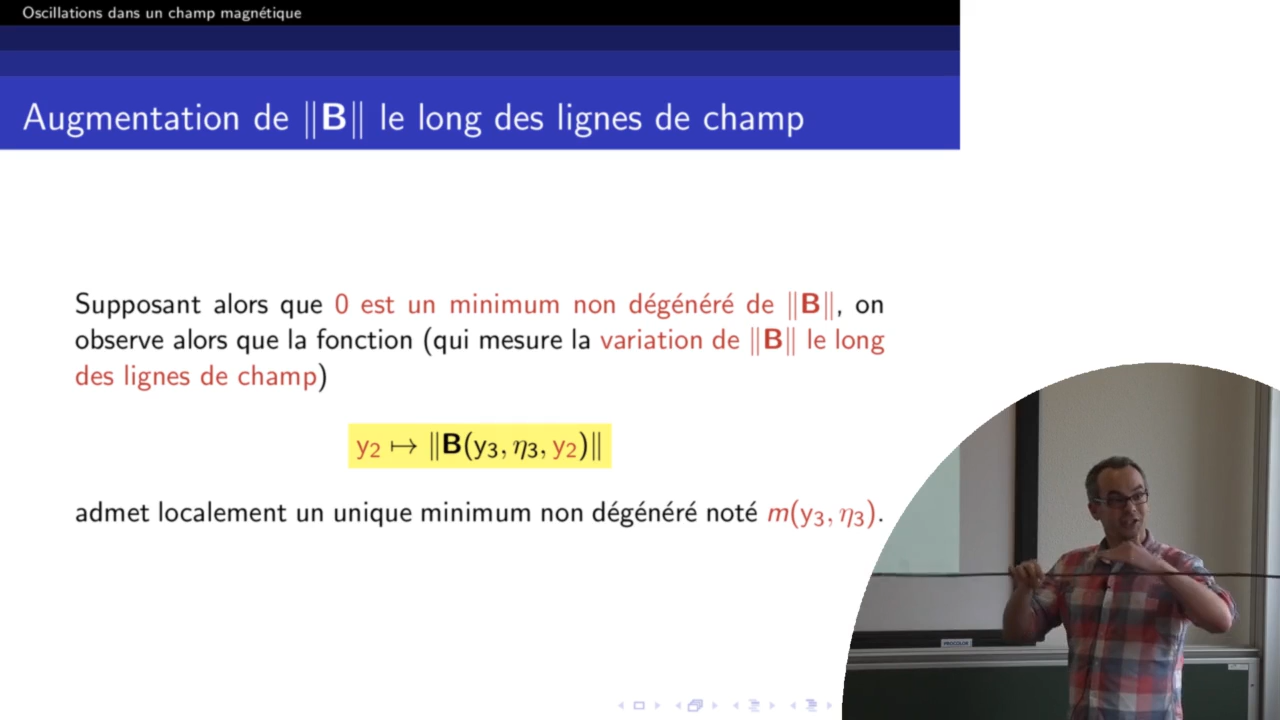 Oscillations dans un champ magnétique
Augmentation de ‖B‖ le long des lignes de champ
Supposant alors que 0 est un minimum non dégénéré de ‖B‖, on
observe alors que la fonction (qui mesure la variation de ‖B‖ le long
des lignes de champ)
y₂ ↦ ‖B(y₃, η₃, y₂)‖
admet localement un unique minimum non dégénéré noté m(y₃, η₃).